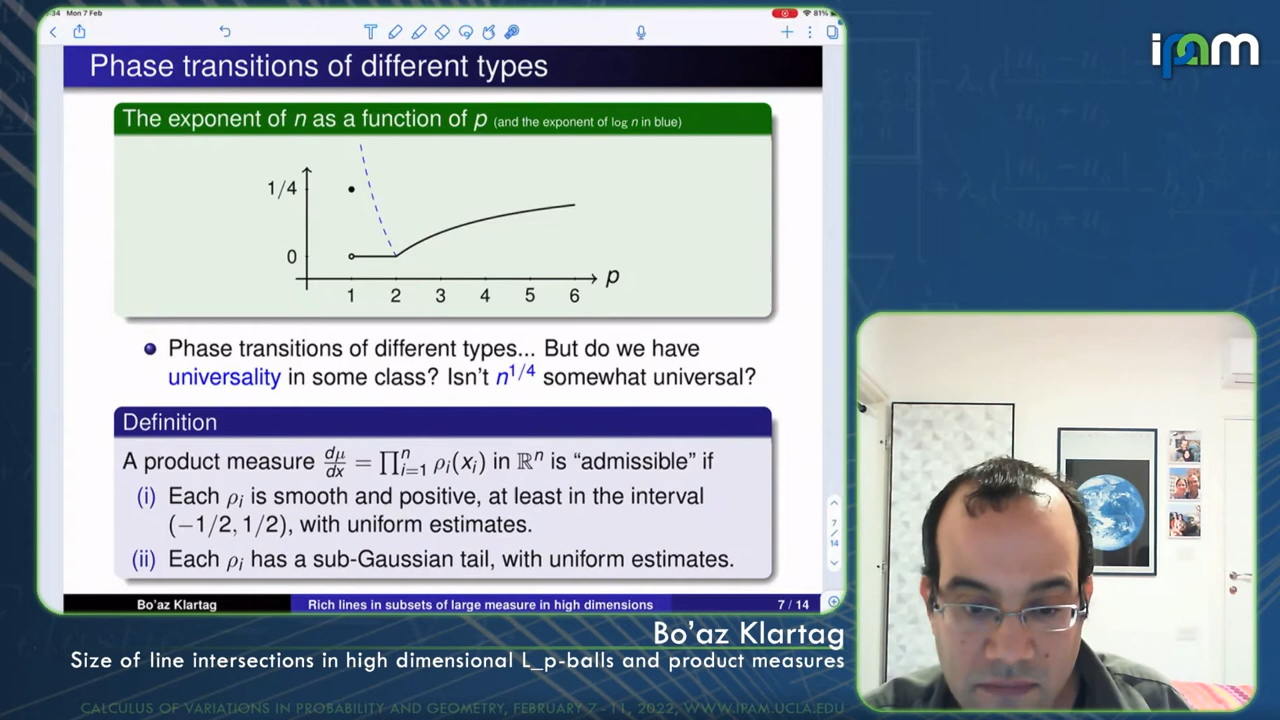 :34 Mon 7 Feb
81%
Phase transitions of different types
The exponent of n as a function of p (and the exponent of log n in blue)
1/4
0
1 2 3 4 5 6
p
Phase transitions of different types... But do we have
universality in some class? Isn't n^{1/4} somewhat universal?
Definition
A product measure dμ/dx = ∏_{i=1}^n ρ_i(x_i) in ℝ^n is “admissible” if
(i) Each ρ_i is smooth and positive, at least in the interval
(−1/2, 1/2), with uniform estimates.
(ii) Each ρ_i has a sub-Gaussian tail, with uniform estimates.
7
/
14
Bo'az Klartag
Rich lines in subsets of large measure in high dimensions
7 / 14
ipam
Bo'az Klartag
Size of line intersections in high dimensional L_p-balls and product measures
CALCULUS OF VARIATIONS IN PROBABILITY AND GEOMETRY, FEBRUARY 7-11, 2022, WWW.IPAM.UCLA.EDU